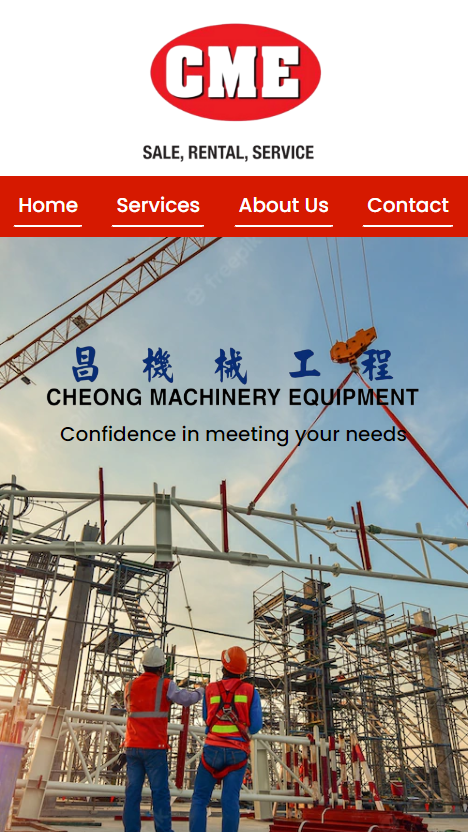 CME
SALE, RENTAL, SERVICE
Home Services About Us Contact
昌 機 械 工 程
CHEONG MACHINERY EQUIPMENT
Confidence in meeting your needs